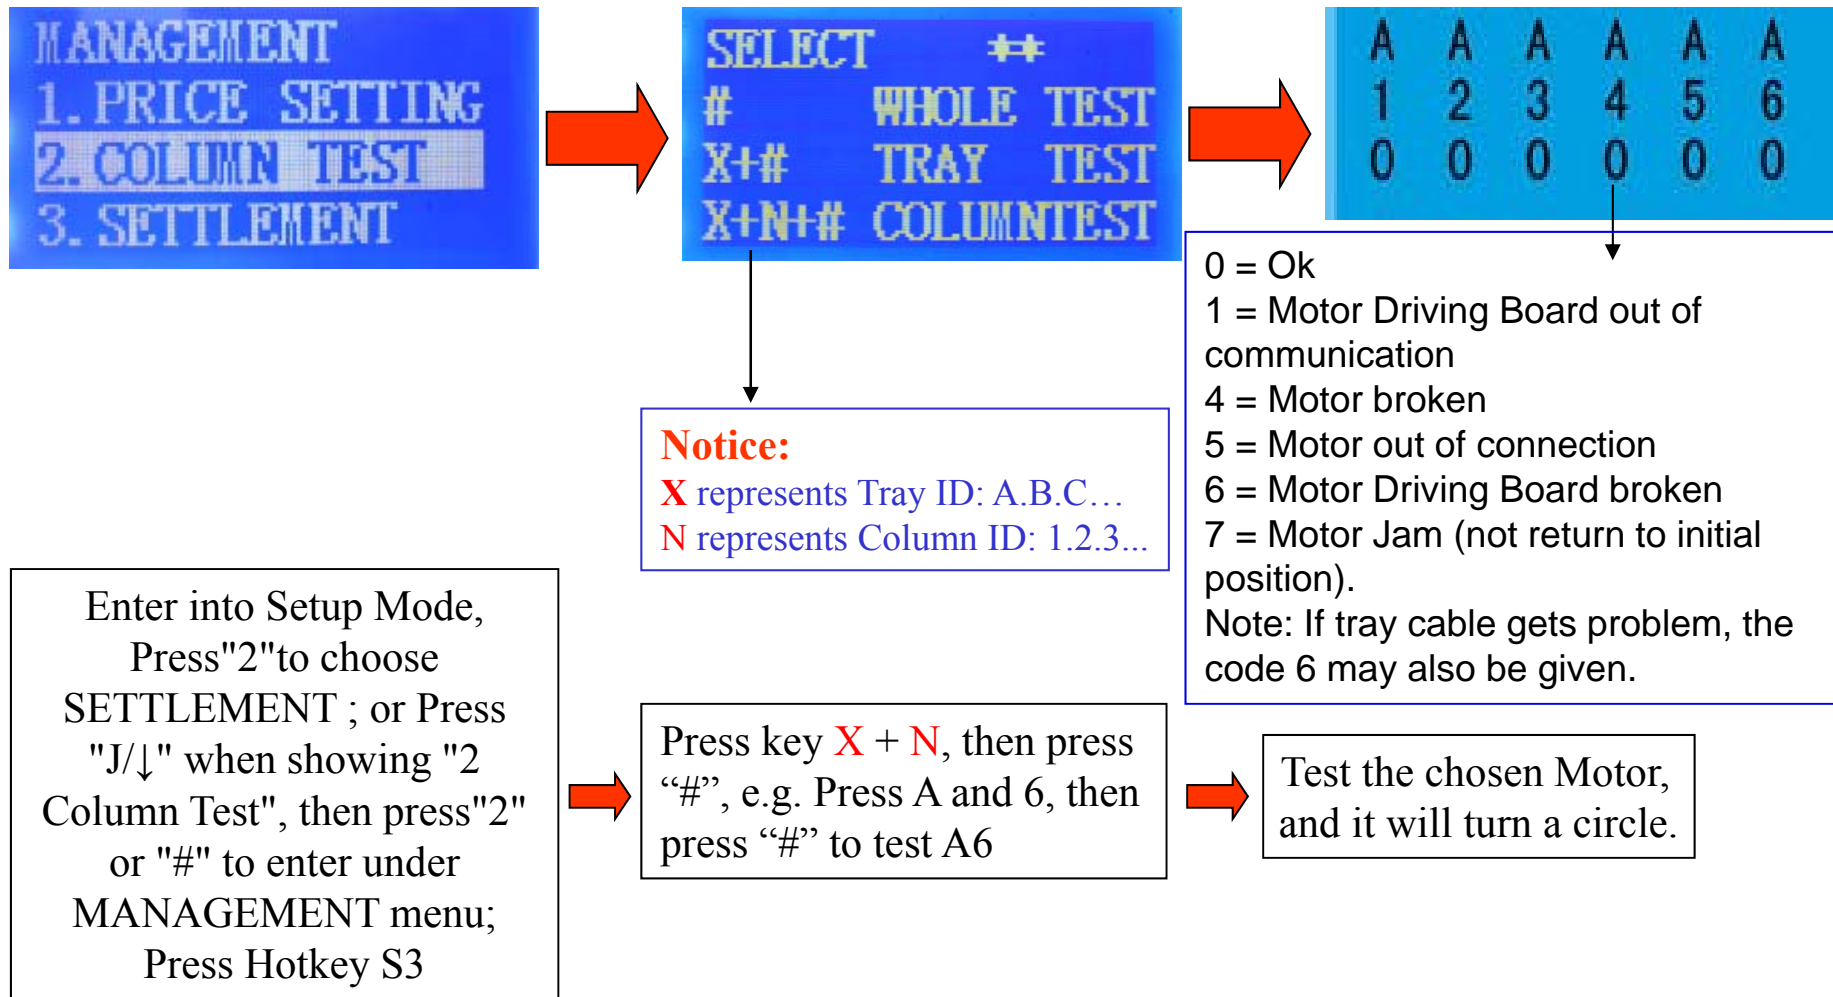 MANAGEMENT
1.PRICE SETTING
2.COLUMN TEST
3.SETTLEMENT
SELECT **
# WHOLE TEST
X+# TRAY TEST
X+N+# COLUMNTEST
A A A A A A
1 2 3 4 5 6
0 0 0 0 0 0
0 = Ok
1 = Motor Driving Board out of
communication
4 = Motor broken
5 = Motor out of connection
6 = Motor Driving Board broken
7 = Motor Jam (not return to initial
position).
Note: If tray cable gets problem, the
code 6 may also be given.
Notice:
X represents Tray ID: A.B.C…
N represents Column ID: 1.2.3...
Enter into Setup Mode,
Press"2"to choose
SETTLEMENT ; or Press
"J/↓" when showing "2
Column Test", then press"2"
or "#" to enter under
MANAGEMENT menu;
Press Hotkey S3
Press key X + N, then press
“#”, e.g. Press A and 6, then
press “#” to test A6
Test the chosen Motor,
and it will turn a circle.